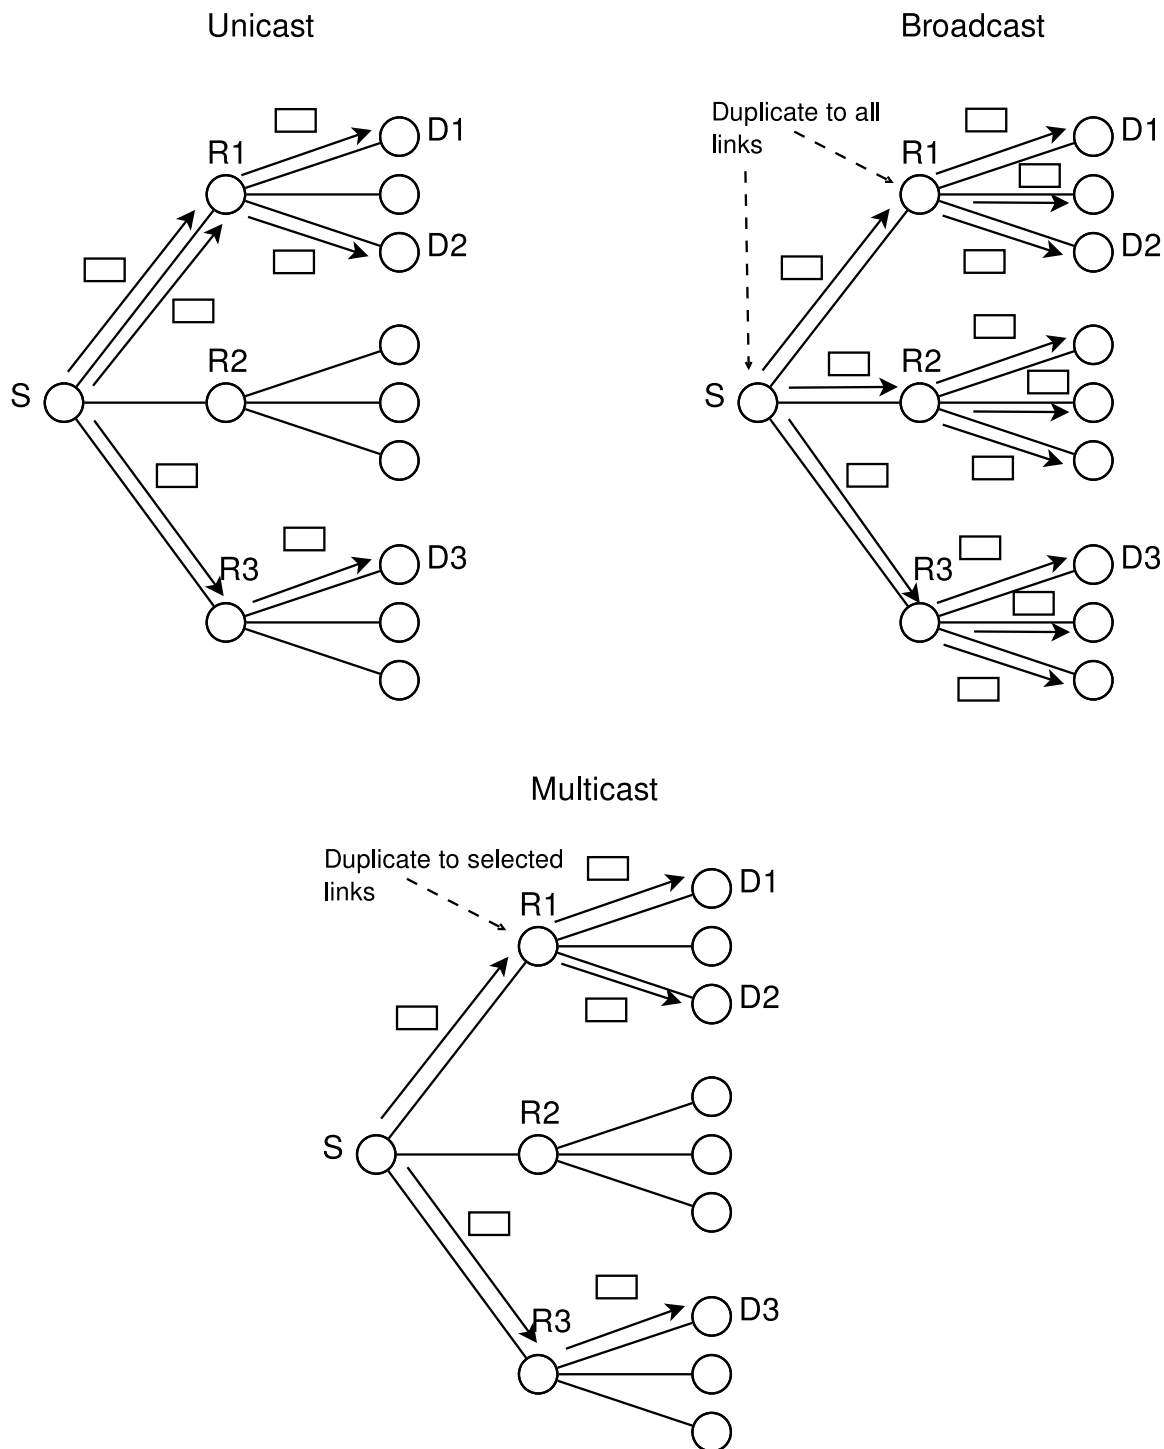 Unicast
D1
R1
D2
R2
S
R3
D3
Broadcast
Duplicate to all
links
D1
R1
D2
R2
S
R3
D3
Multicast
Duplicate to selected
links
D1
R1
D2
R2
S
R3
D3